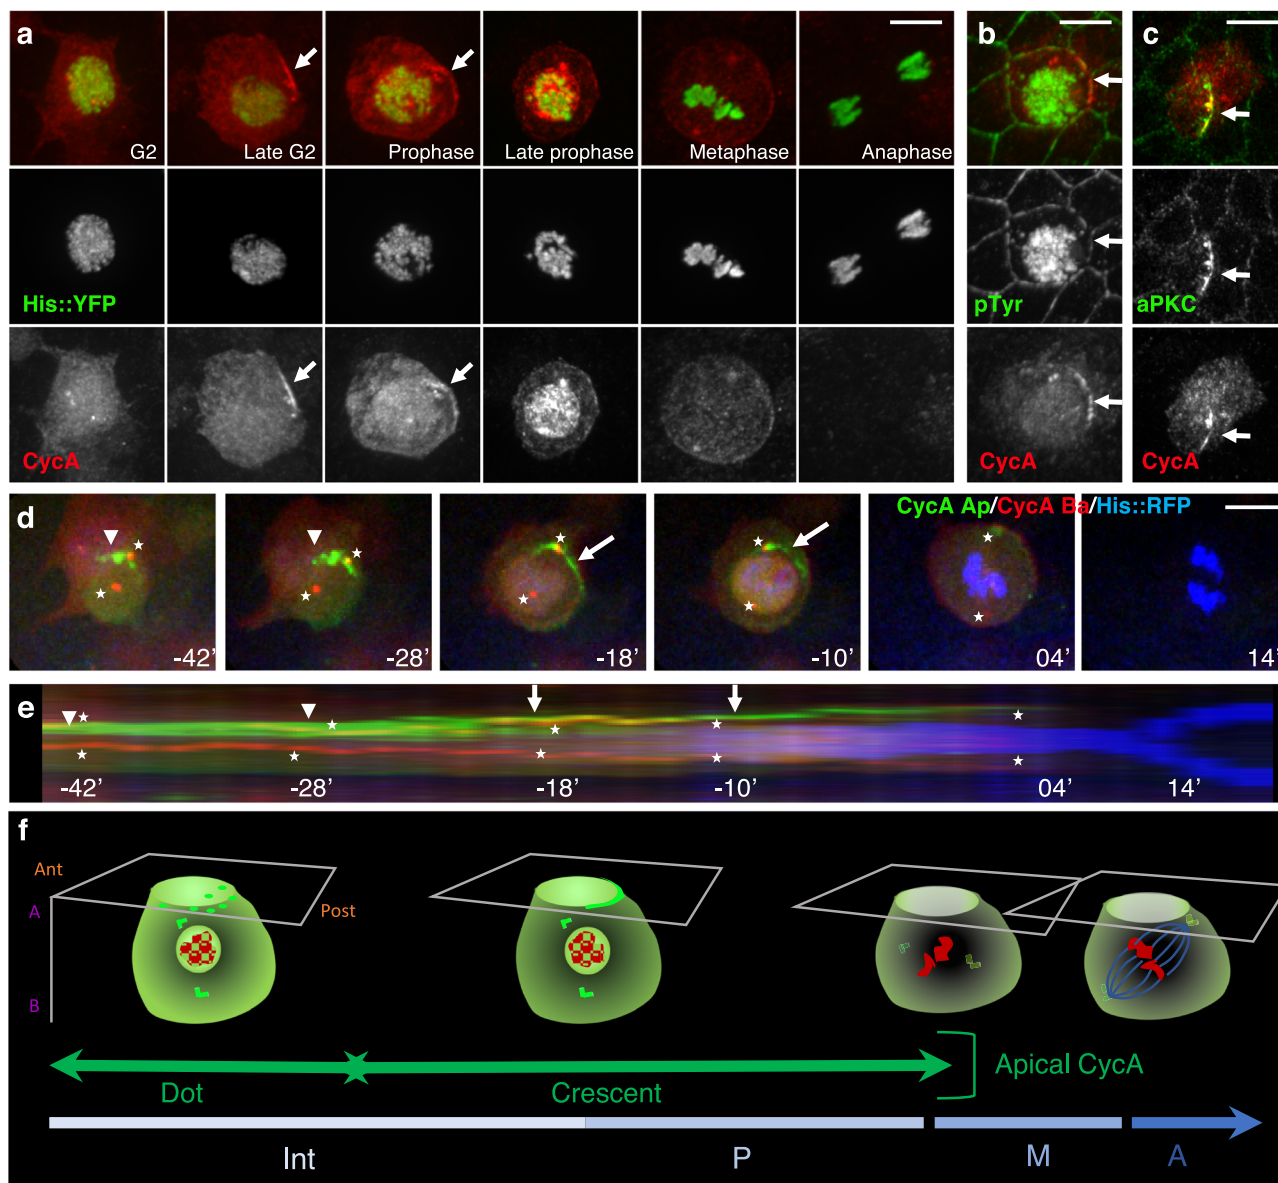 a
b
c
G2
Late G2
Prophase
Late prophase
Metaphase
Anaphase
His::YFP
pTyr
aPKC
CycA
CycA
CycA
d
CycA Ap/CycA Ba/His::RFP
-42’
-28’
-18’
-10’
04’
14’
e
-42’
-28’
-18’
-10’
04’
14’
f
Ant
A
Post
B
Dot
Crescent
Apical CycA
Int
P
M
A